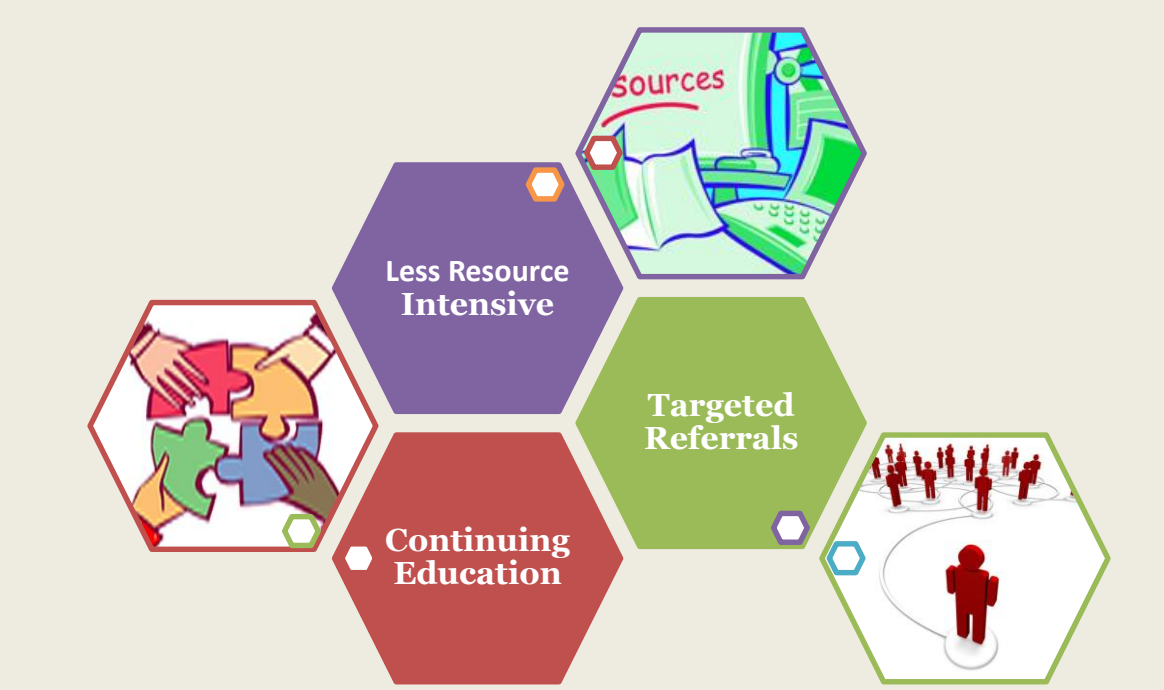 sources
Less Resource
Intensive
Targeted
Referrals
Continuing
Education